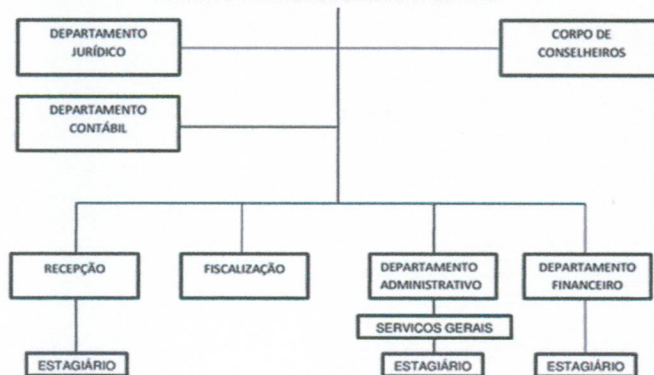 DEPARTAMENTO
JURÍDICO
CORPO DE
CONSELHEIROS
DEPARTAMENTO
CONTÁBIL
RECEPÇÃO
FISCALIZAÇÃO
DEPARTAMENTO
ADMINISTRATIVO
DEPARTAMENTO
FINANCEIRO
SERVICOS GERAIS
ESTAGIÁRIO
ESTAGIÁRIO
ESTAGIÁRIO